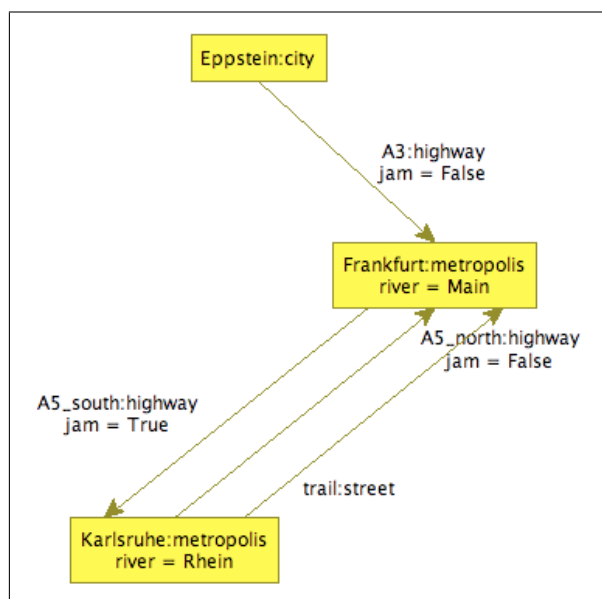 Eppstein:city
A3:highway
jam = False
Frankfurt:metropolis
river = Main
A5_north:highway
jam = False
A5_south:highway
jam = True
trail:street
Karlsruhe:metropolis
river = Rhein